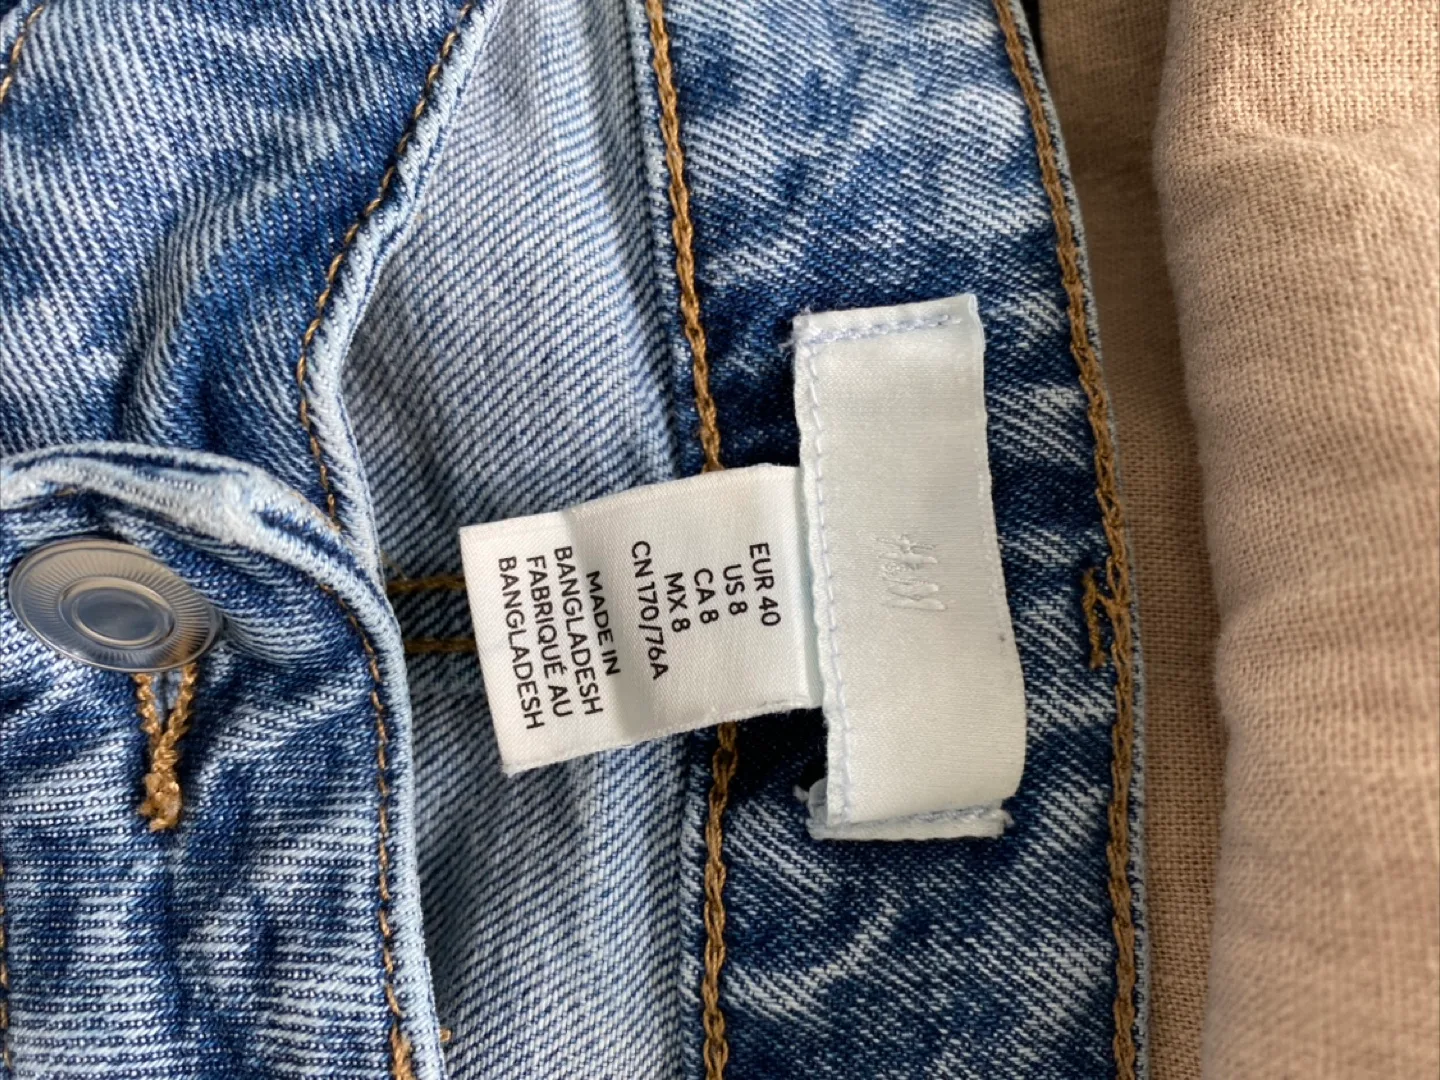 H&M
EUR 40
US 8
CA 8
MX 8
CN 170/76A
MADE IN
BANGLADESH
FABRIQUÉ AU
BANGLADESH